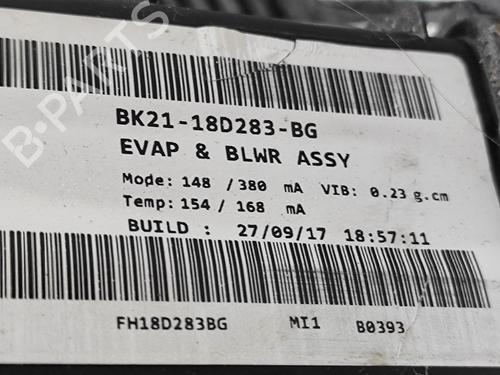 BK21-18D283-BG
EVAP & BLWR ASSY
Mode: 148 / 380 mA VIB: 0.23 g.cm
Temp: 154 / 168 mA
BUILD : 27/09/17 18:57:11
FH18D283BG MI1 B0393
B-PARTS